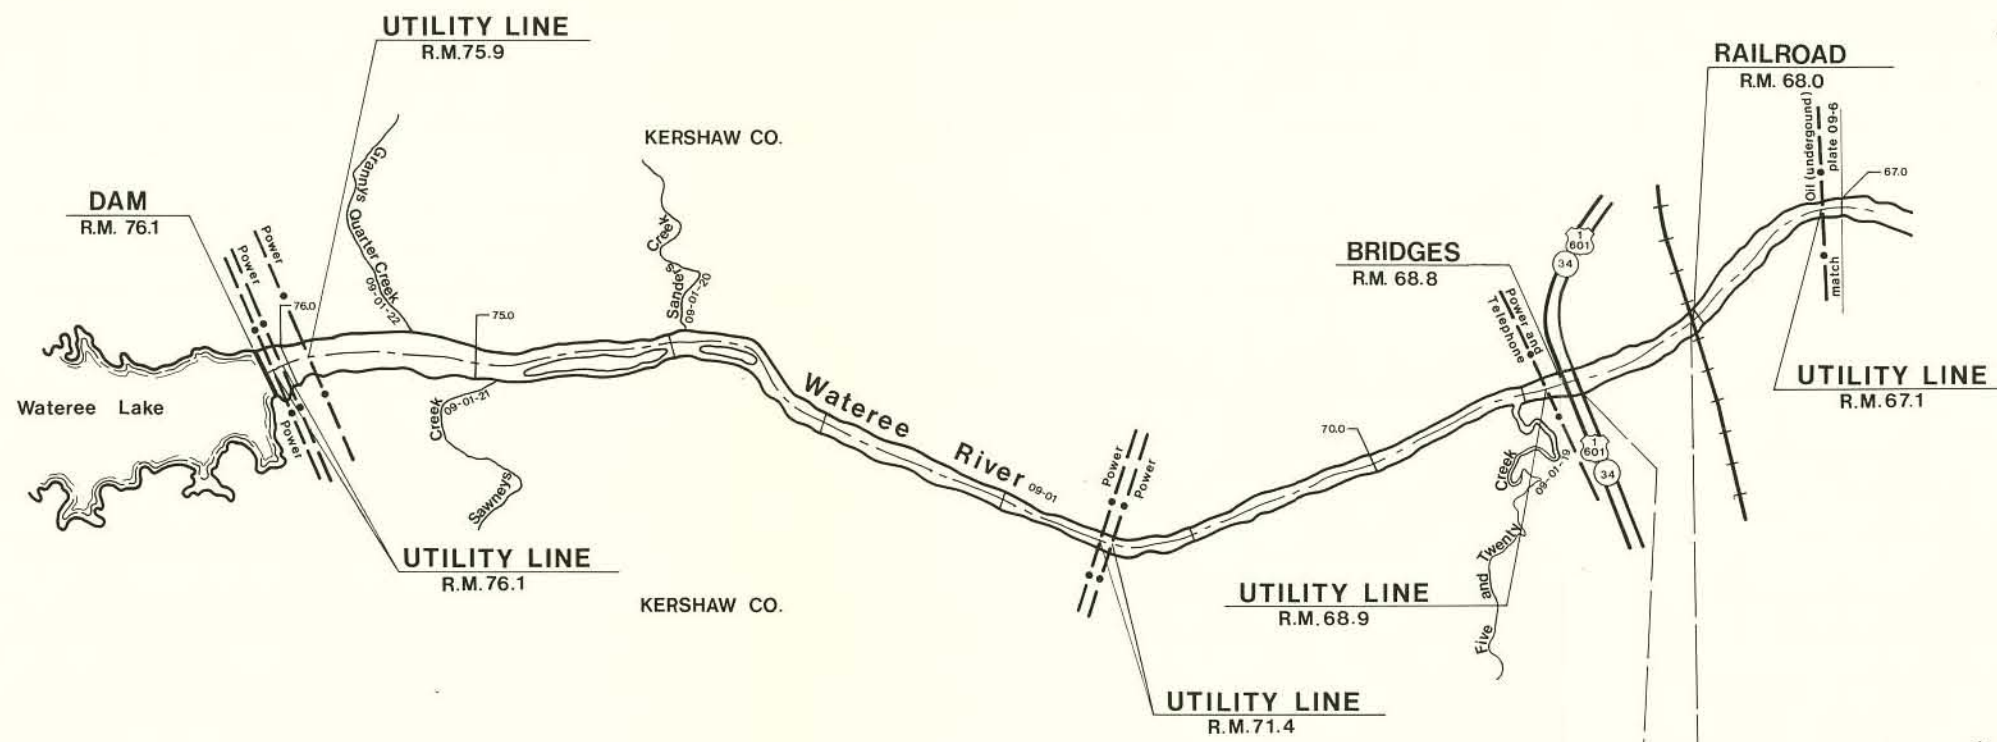 UTILITY LINE
R.M. 75.9
RAILROAD
R.M. 68.0
Oil (undergound)
plate 09-6
match
67.0
KERSHAW CO.
Grannys Quarter Creek
09-01-22
DAM
R.M. 76.1
Power
Power
Power
76.0
75.0
Sanders Creek
09-01-20
BRIDGES
R.M. 68.8
1
601
34
Power and
Telephone
UTILITY LINE
R.M. 67.1
Wateree Lake
Creek
09-01-21
Sawneys
Wateree River 09-01
70.0
Power
Power
1
601
34
Creek
09-01-19
Five and Twenty
UTILITY LINE
R.M. 76.1
KERSHAW CO.
UTILITY LINE
R.M. 68.9
UTILITY LINE
R.M. 71.4